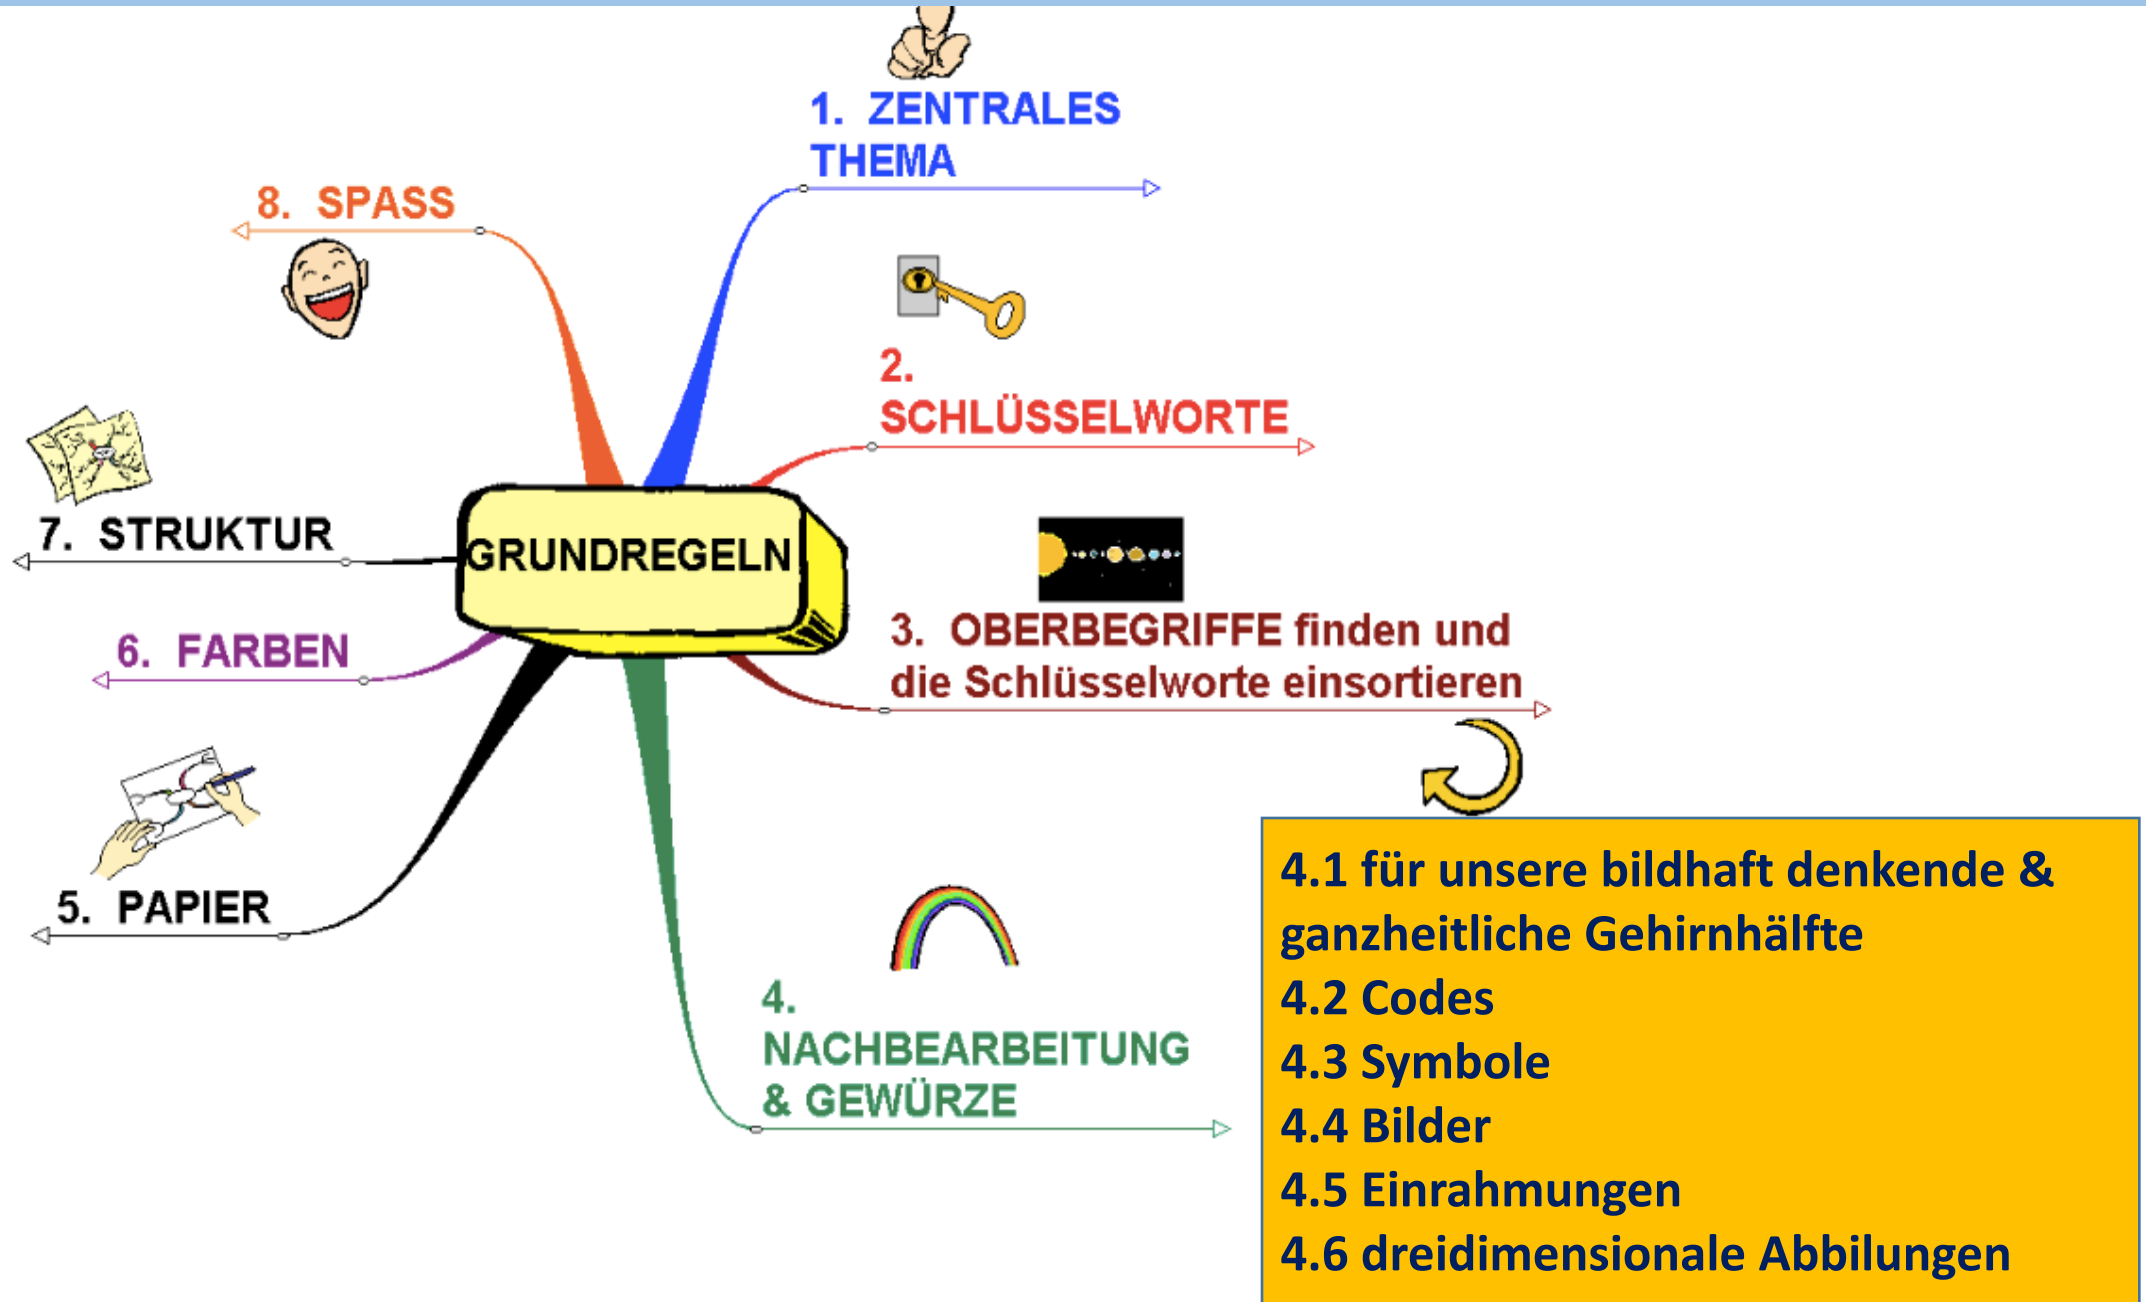 1. ZENTRALES
THEMA
2.
SCHLÜSSELWORTE
3. OBERBEGRIFFE finden und
die Schlüsselworte einsortieren
4.
NACHBEARBEITUNG
& GEWÜRZE
5. PAPIER
6. FARBEN
7. STRUKTUR
8. SPASS
GRUNDREGELN
4.1 für unsere bildhaft denkende &
ganzheitliche Gehirnhälfte
4.2 Codes
4.3 Symbole
4.4 Bilder
4.5 Einrahmungen
4.6 dreidimensionale Abbilungen